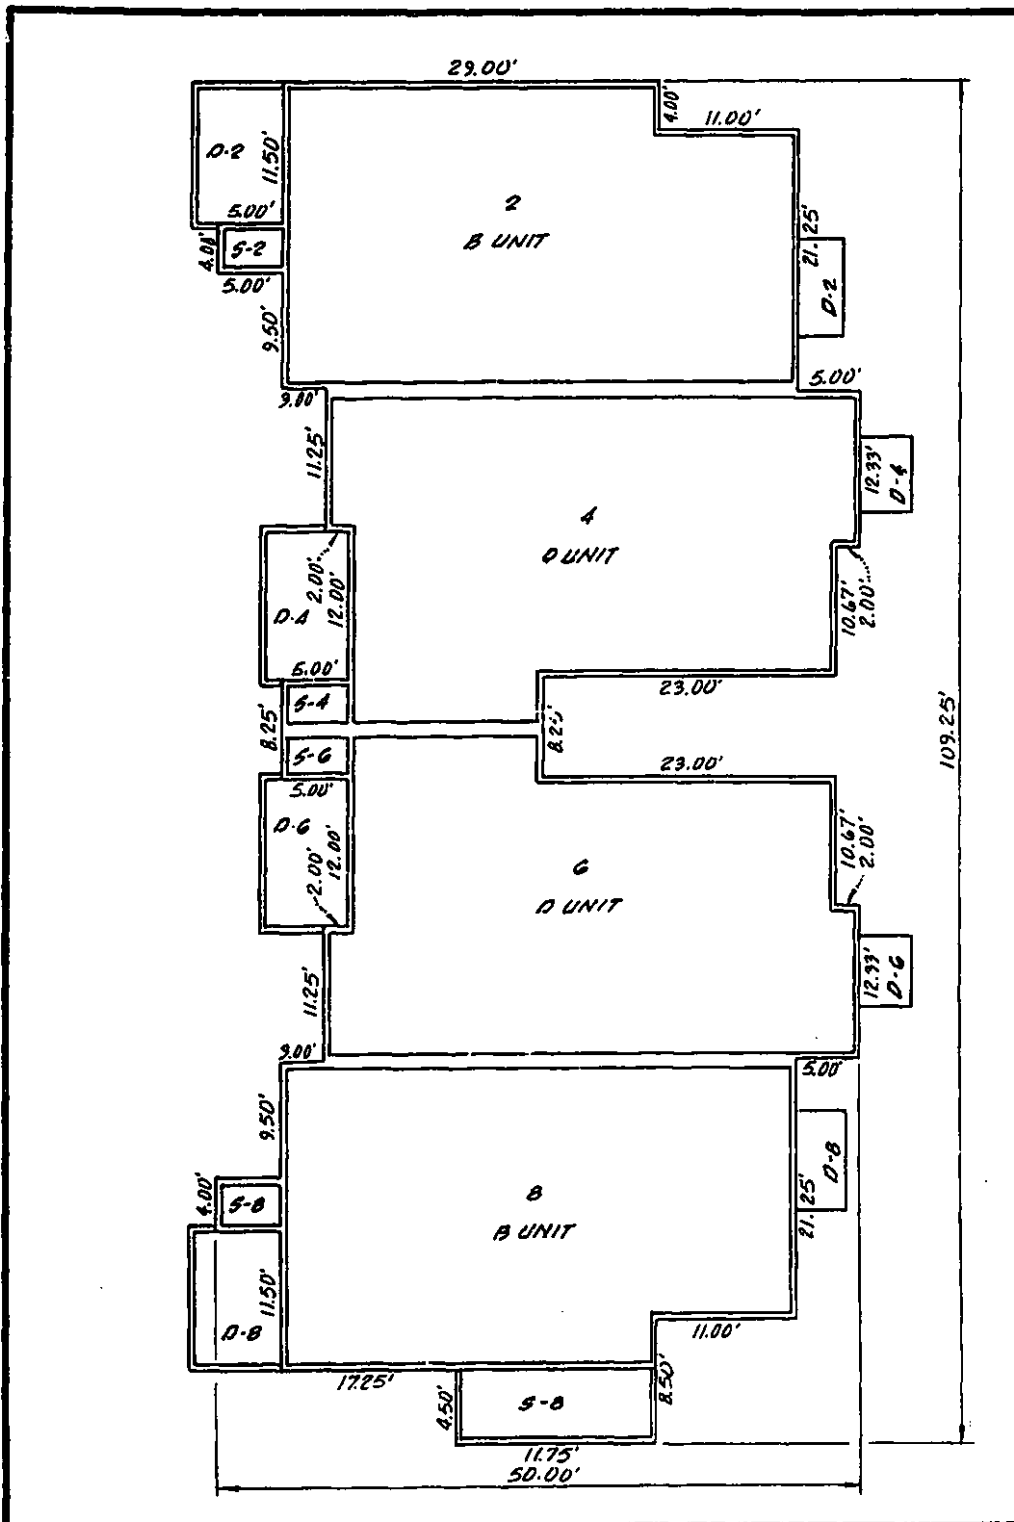 29.00'
4.00'
11.00'
D-2
11.50'
2
B UNIT
5.00'
S-2
4.00'
5.00'
21.25'
D-2
9.50'
9.00'
5.00'
11.25'
12.33'
D-4
4
D UNIT
2.00'
12.00'
D-4
10.67'
2.00'
5.00'
S-4
23.00'
8.25'
8.25'
S-6
23.00'
109.25'
5.00'
D-6
2.00'
12.00'
10.67'
2.00'
6
D UNIT
11.25'
12.33'
D-6
9.00'
5.00'
9.50'
D-8
4.00'
S-8
21.25'
8
B UNIT
11.50'
D-8
11.00'
17.25'
4.50'
S-8
8.50'
11.75'
50.00'